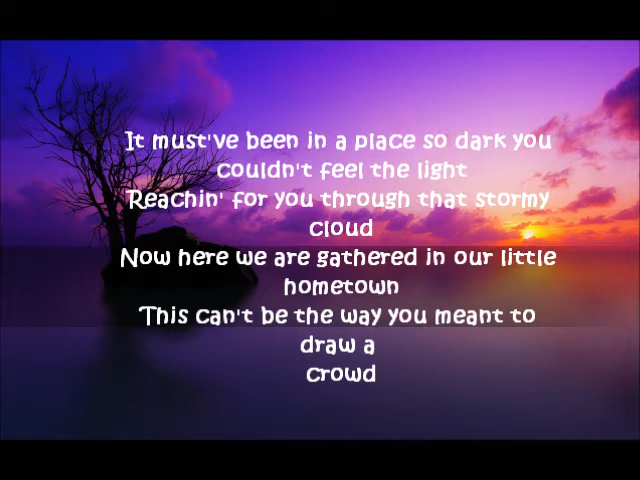 It must've been in a place so dark you
couldn't feel the light
Reachin' for you through that stormy
cloud
Now here we are gathered in our little
hometown
This can't be the way you meant to
draw a
crowd